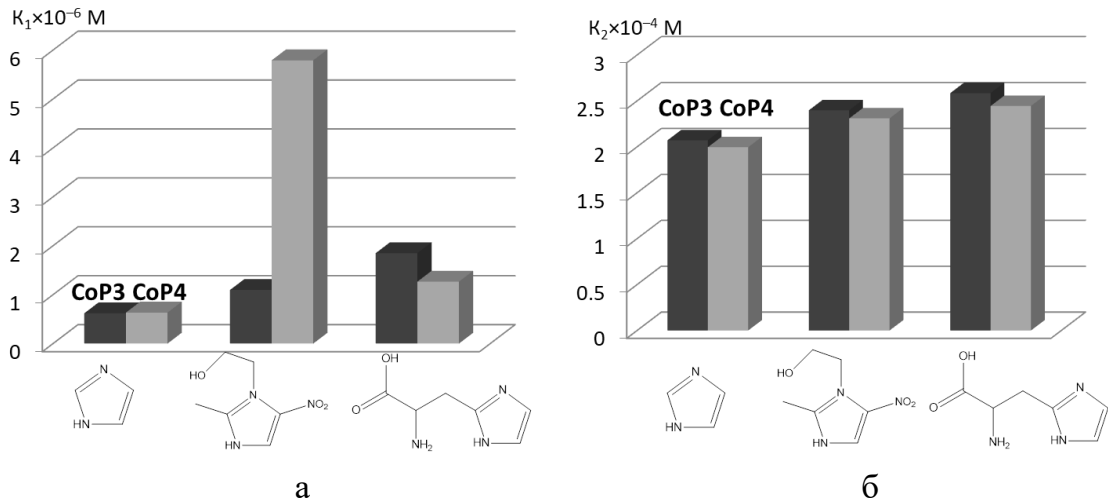 K₁×10⁻⁶ M
6
5
4
3
2
1
0
CoP3 CoP4
N
HN
HO
N
NO₂
HN
OH
O
NH₂
N
HN
а
K₂×10⁻⁴ M
3
2.5
2
1.5
1
0.5
0
CoP3 CoP4
N
HN
HO
N
NO₂
HN
OH
O
NH₂
N
HN
б